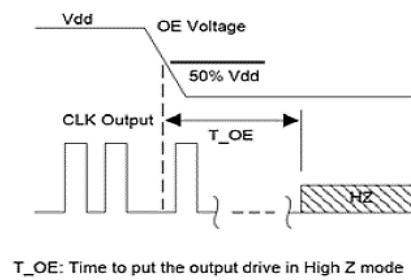 Vdd
OE Voltage
50% Vdd
CLK Output
T_OE
HZ
T_OE: Time to put the output drive in High Z mode